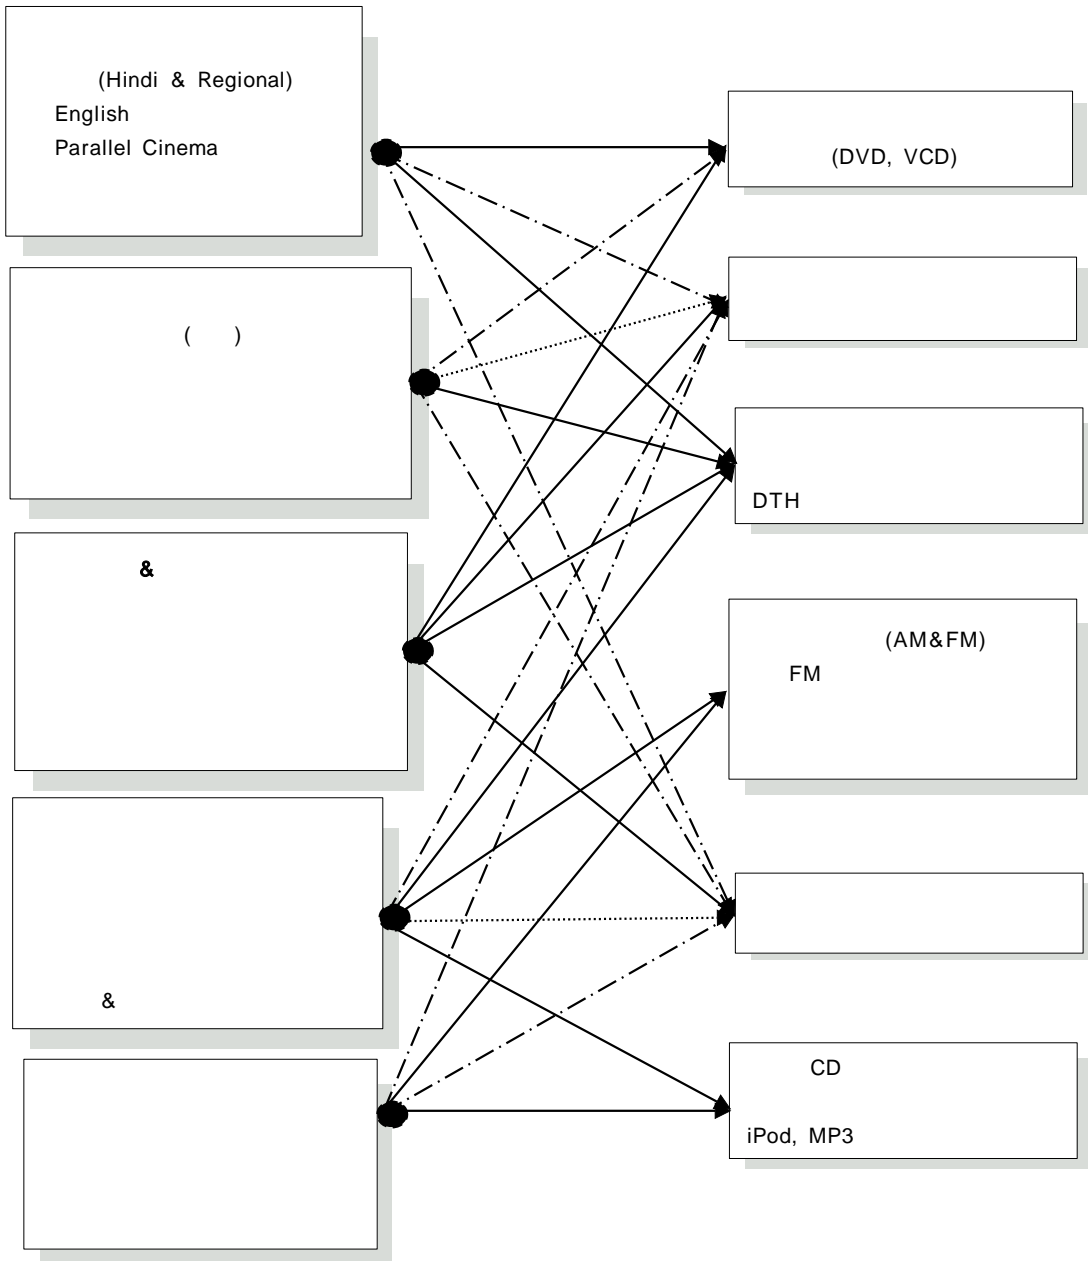 (Hindi & Regional)
English
Parallel Cinema
( )
&
&
(DVD, VCD)
DTH
(AM&FM)
FM
CD
iPod, MP3